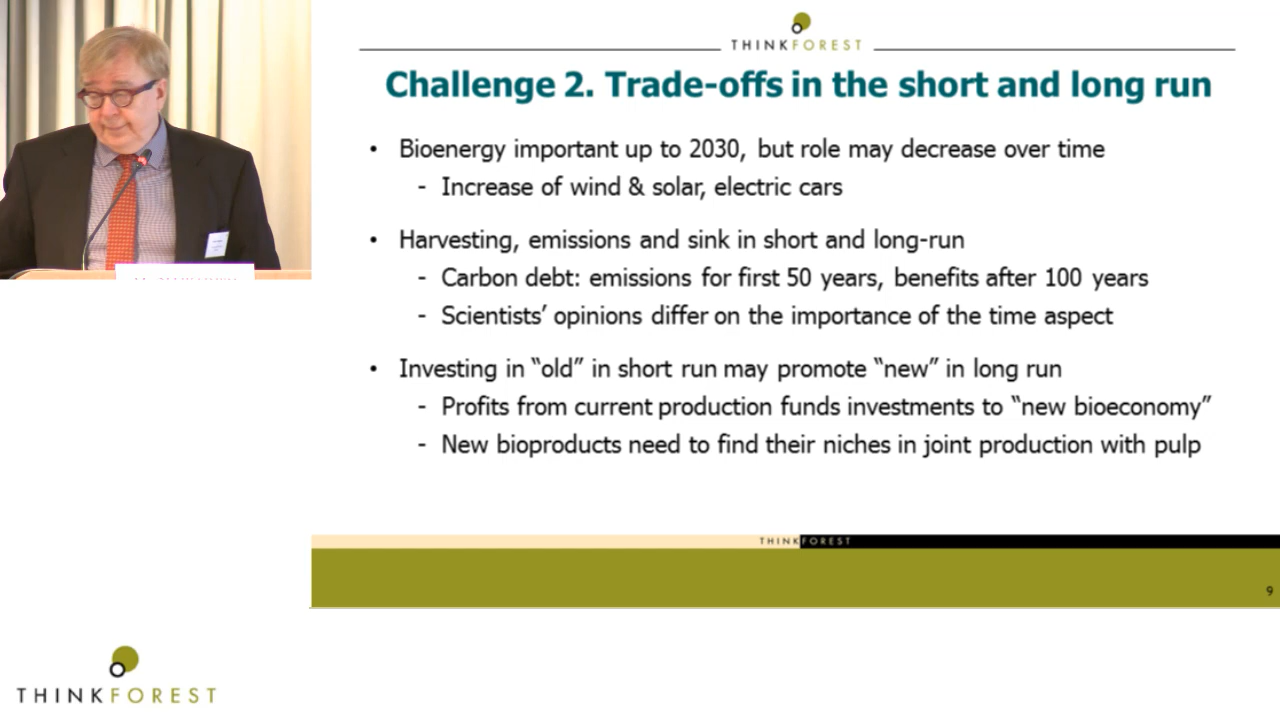 THINKFOREST
Challenge 2. Trade-offs in the short and long run
• Bioenergy important up to 2030, but role may decrease over time
- Increase of wind & solar, electric cars
• Harvesting, emissions and sink in short and long-run
- Carbon debt: emissions for first 50 years, benefits after 100 years
- Scientists’ opinions differ on the importance of the time aspect
• Investing in “old” in short run may promote “new” in long run
- Profits from current production funds investments to “new bioeconomy”
- New bioproducts need to find their niches in joint production with pulp
THINKFOREST
9
THINKFOREST